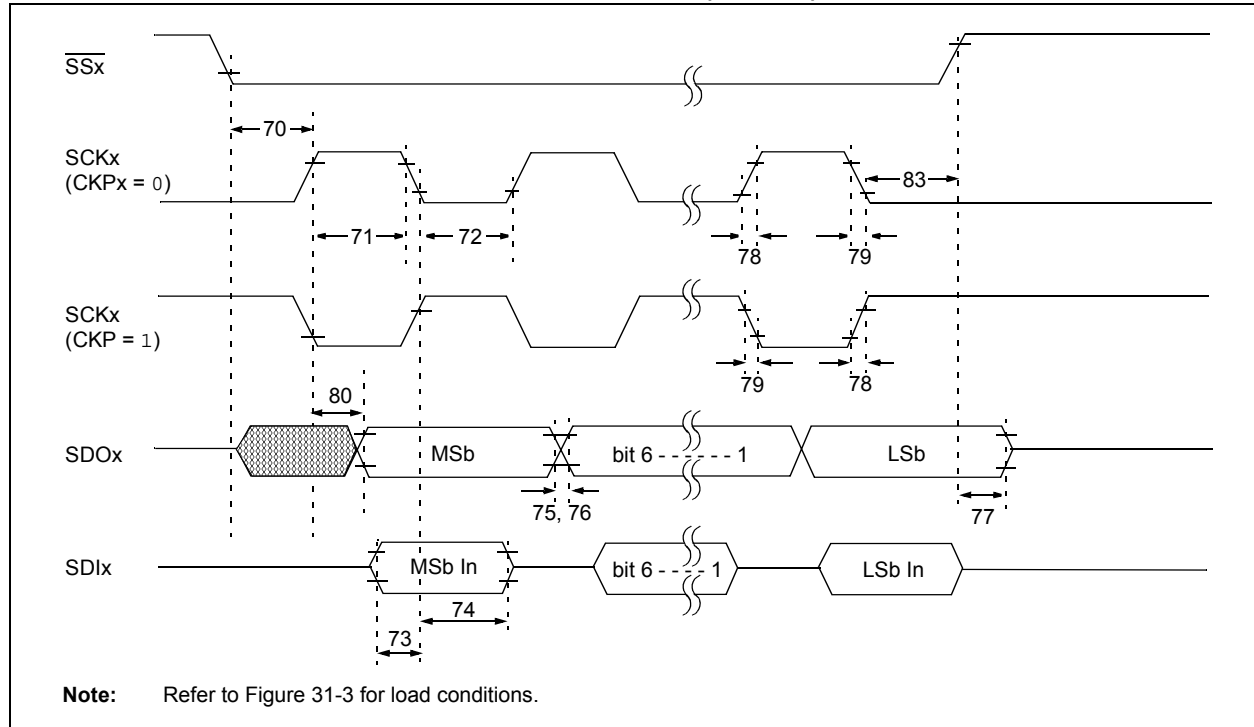 SSx
70
SCKx
(CKPx = 0)
83
71
72
78
79
SCKx
(CKP = 1)
79
78
80
SDOx
MSb
bit 6 - - - - - - 1
LSb
75, 76
77
SDIx
MSb In
bit 6 - - - - 1
LSb In
74
73
Note: Refer to Figure 31-3 for load conditions.